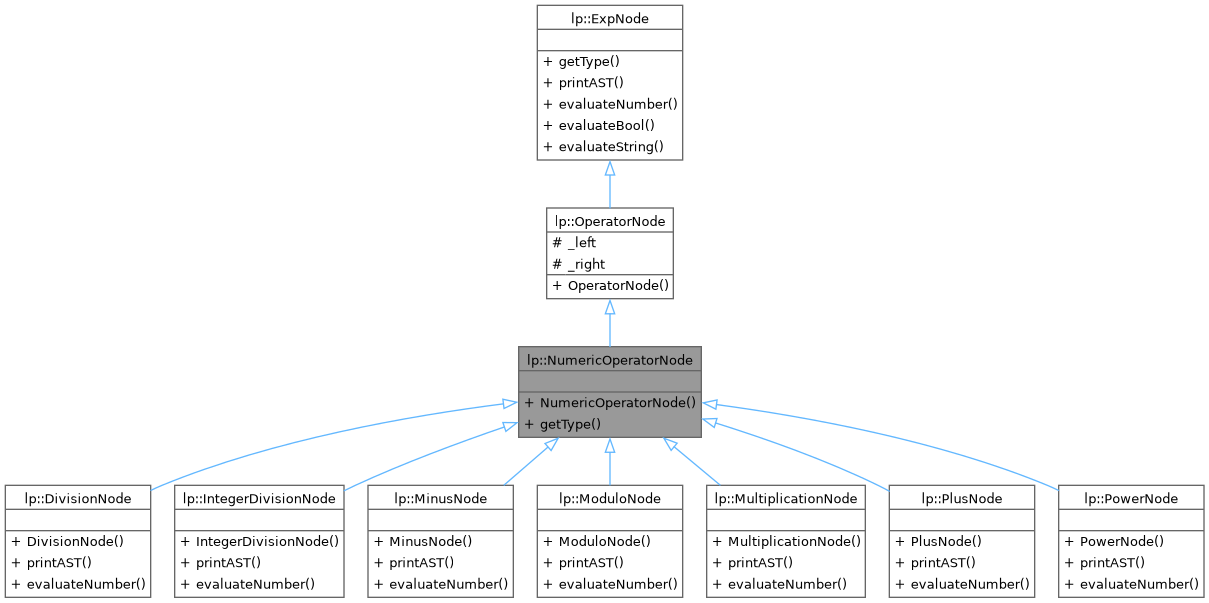 lp::ExpNode
+ getType()
+ printAST()
+ evaluateNumber()
+ evaluateBool()
+ evaluateString()
lp::OperatorNode
# _left
# _right
+ OperatorNode()
lp::NumericOperatorNode
+ NumericOperatorNode()
+ getType()
lp::DivisionNode
+ DivisionNode()
+ printAST()
+ evaluateNumber()
lp::IntegerDivisionNode
+ IntegerDivisionNode()
+ printAST()
+ evaluateNumber()
lp::MinusNode
+ MinusNode()
+ printAST()
+ evaluateNumber()
lp::ModuloNode
+ ModuloNode()
+ printAST()
+ evaluateNumber()
lp::MultiplicationNode
+ MultiplicationNode()
+ printAST()
+ evaluateNumber()
lp::PlusNode
+ PlusNode()
+ printAST()
+ evaluateNumber()
lp::PowerNode
+ PowerNode()
+ printAST()
+ evaluateNumber()